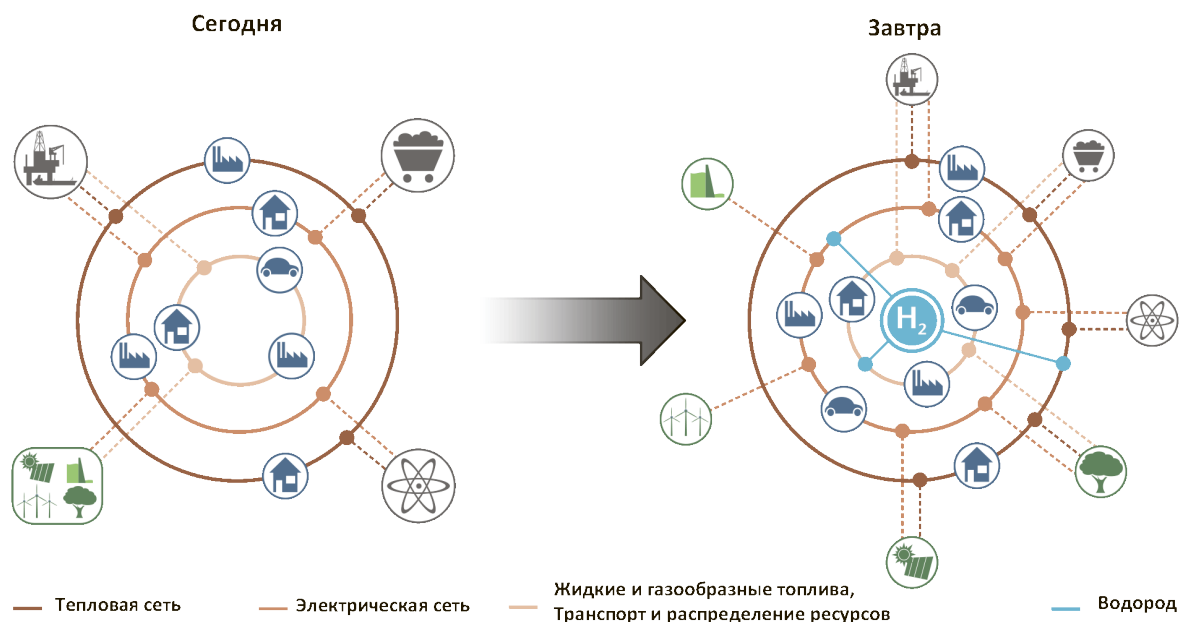 Сегодня
Завтра
H2
Тепловая сеть
Электрическая сеть
Жидкие и газообразные топлива,
Транспорт и распределение ресурсов
Водород